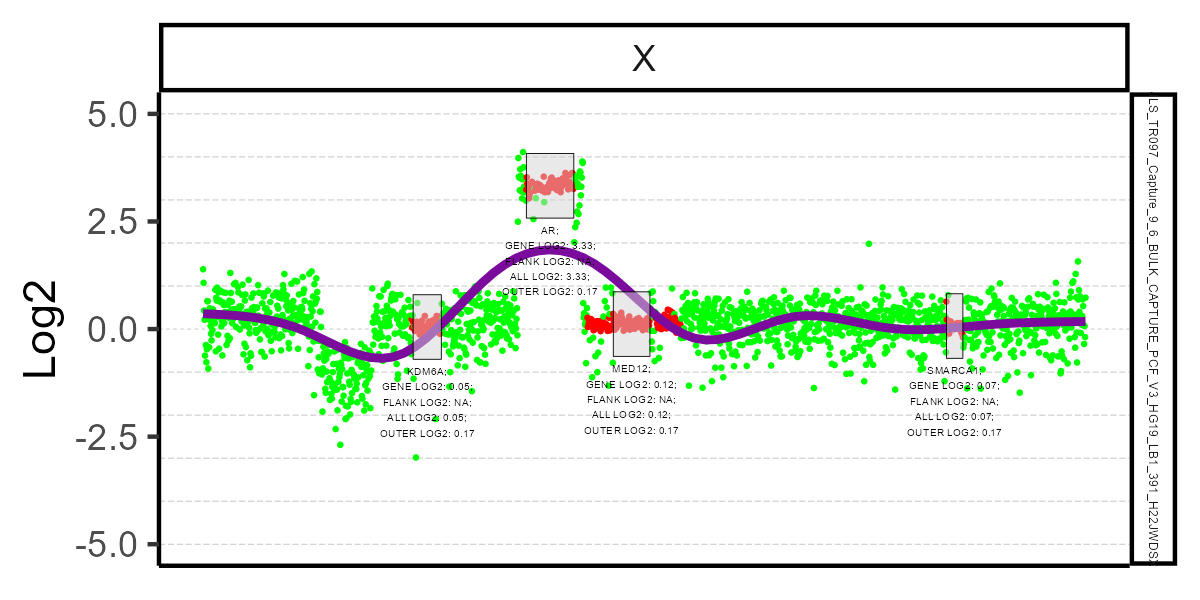 X
5.0
2.5
0.0
-2.5
-5.0
Log2
AR;
GENE LOG2: 3.33;
FLANK LOG2: NA;
ALL LOG2: 3.33;
OUTER LOG2: 0.17
KDM6A;
GENE LOG2: 0.05;
FLANK LOG2: NA;
ALL LOG2: 0.05;
OUTER LOG2: 0.17
MED12;
GENE LOG2: 0.12;
FLANK LOG2: NA;
ALL LOG2: 0.12;
OUTER LOG2: 0.17
SMARCA1;
GENE LOG2: 0.07;
FLANK LOG2: NA;
ALL LOG2: 0.07;
OUTER LOG2: 0.17
LS_TR097_Capture_9_6_BULK_CAPTURE_PCF_V3_HG19_LB1_391_H22JWDS